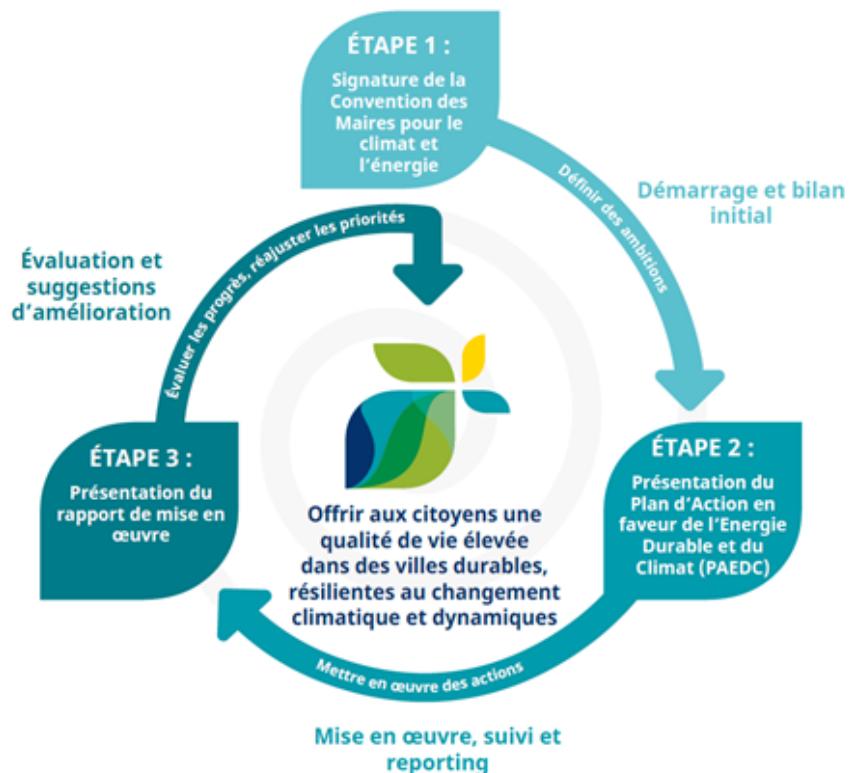 ÉTAPE 1 :
Signature de la
Convention des
Maires pour le
climat et
l'énergie
Définir des ambitions
Démarrage et bilan
initial
ÉTAPE 2 :
Présentation du
Plan d'Action en
faveur de l'Energie
Durable et du
Climat (PAEDC)
Mettre en œuvre des actions
Mise en œuvre, suivi et
reporting
ÉTAPE 3 :
Présentation du
rapport de mise en
œuvre
Évaluer les progrès, réajuster les priorités
Évaluation et
suggestions
d'amélioration
Offrir aux citoyens une
qualité de vie élevée
dans des villes durables,
résilientes au changement
climatique et dynamiques